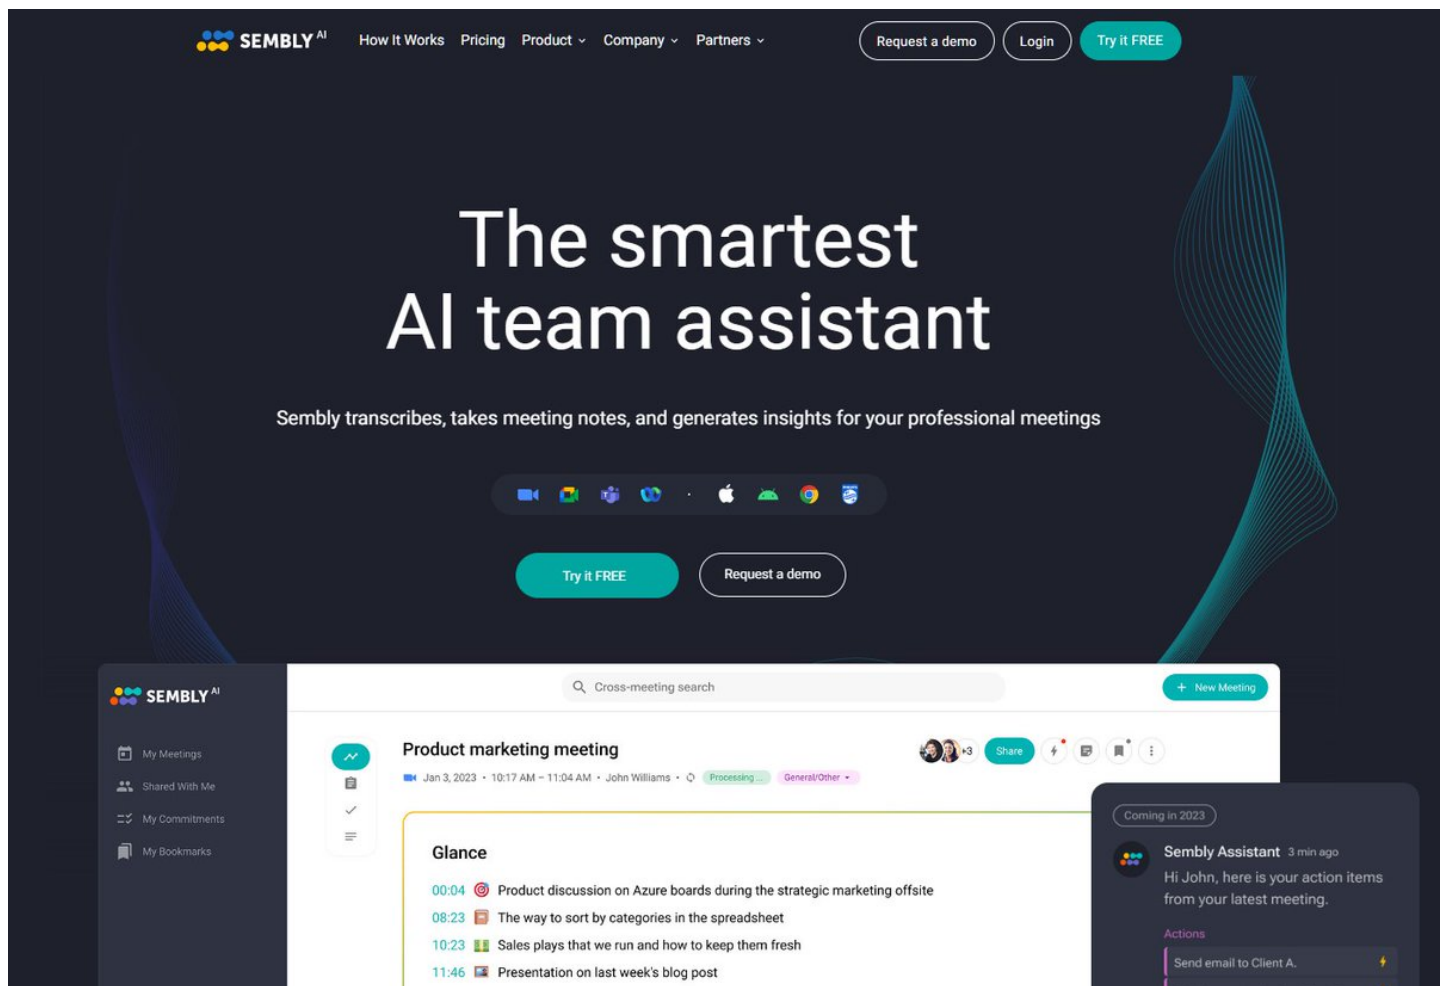 SEMBLY AI
How It Works Pricing Product Company Partners
Request a demo Login Try it FREE
The smartest
AI team assistant
Sembly transcribes, takes meeting notes, and generates insights for your professional meetings
Try it FREE Request a demo
SEMBLY AI
Cross-meeting search
+ New Meeting
My Meetings
Shared With Me
My Commitments
My Bookmarks
Product marketing meeting
+3 Share
Jan 3, 2023 • 10:17 AM – 11:04 AM • John Williams • Processing ... General/Other
Glance
00:04 Product discussion on Azure boards during the strategic marketing offsite
08:23 The way to sort by categories in the spreadsheet
10:23 Sales plays that we run and how to keep them fresh
11:46 Presentation on last week's blog post
Coming in 2023
Sembly Assistant 3 min ago
Hi John, here is your action items
from your latest meeting.
Actions
Send email to Client A.